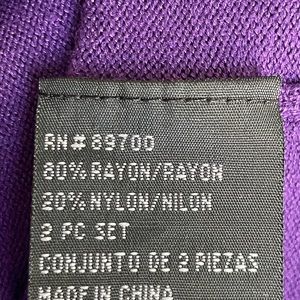 RN# 89700
80% RAYON/RAYON
20% NYLON/NILON
2 PC SET
CONJUNTO DE 2 PIEZAS
MADE IN CHINA